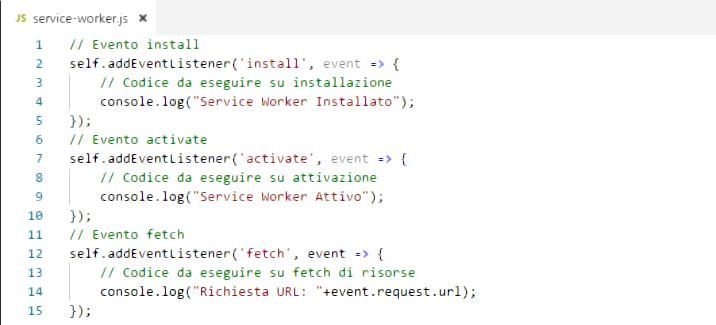 JS service-worker.js ×
1 // Evento install
2 self.addEventListener('install', event => {
3 // Codice da eseguire su installazione
4 console.log("Service Worker Installato");
5 });
6 // Evento activate
7 self.addEventListener('activate', event => {
8 // Codice da eseguire su attivazione
9 console.log("Service Worker Attivo");
10 });
11 // Evento fetch
12 self.addEventListener('fetch', event => {
13 // Codice da eseguire su fetch di risorse
14 console.log("Richiesta URL: "+event.request.url);
15 });